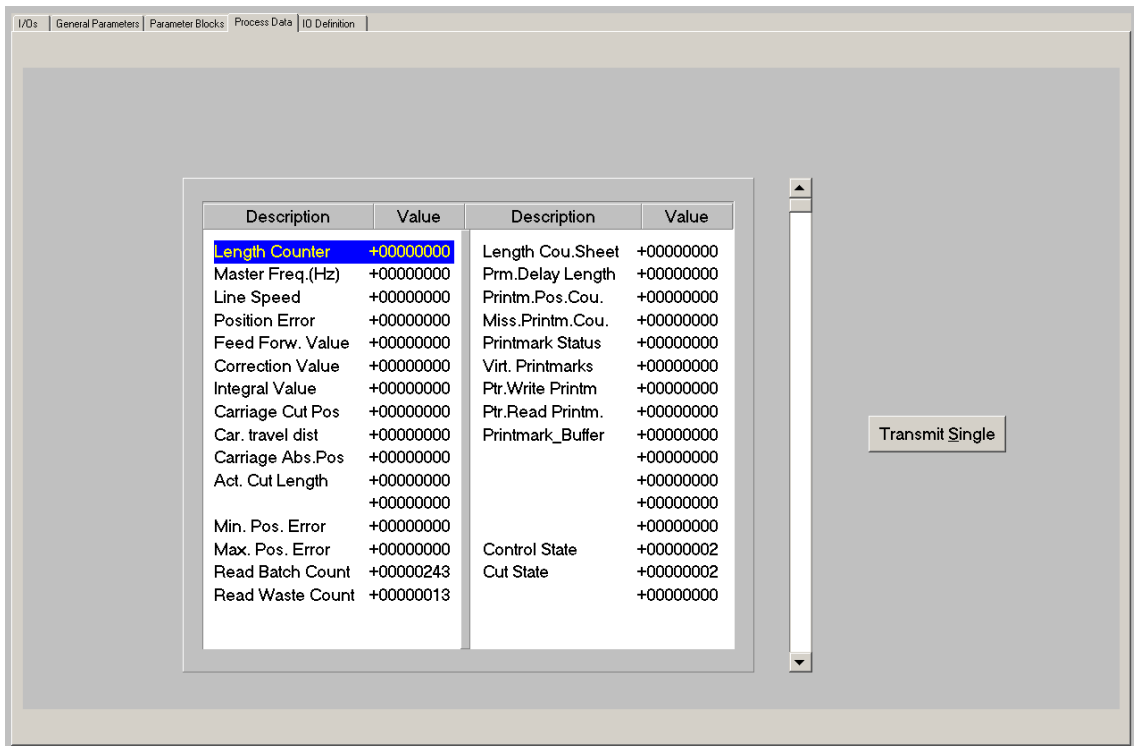 I/Os General Parameters Parameter Blocks Process Data IO Definition
Description Value Description Value
Length Counter +00000000 Length Cou.Sheet +00000000
Master Freq.(Hz) +00000000 Prm.Delay Length +00000000
Line Speed +00000000 Printm.Pos.Cou. +00000000
Position Error +00000000 Miss.Printm.Cou. +00000000
Feed Forw. Value +00000000 Printmark Status +00000000
Correction Value +00000000 Virt. Printmarks +00000000
Integral Value +00000000 Ptr.Write Printm +00000000
Carriage Cut Pos +00000000 Ptr.Read Printm. +00000000
Car. travel dist +00000000 Printmark_Buffer +00000000
Carriage Abs.Pos +00000000 +00000000
Act. Cut Length +00000000 +00000000
+00000000 +00000000
Min. Pos. Error +00000000 +00000000
Max. Pos. Error +00000000 Control State +00000002
Read Batch Count +00000243 Cut State +00000002
Read Waste Count +00000013 +00000000
Transmit Single